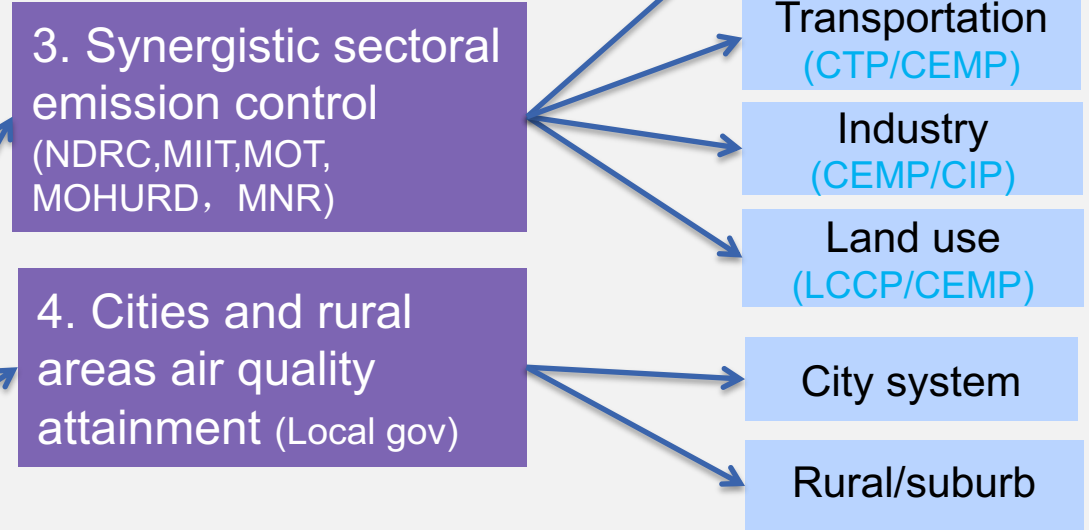 3. Synergistic sectoral
emission control
(NDRC,MIIT,MOT,
MOHURD，MNR)
4. Cities and rural
areas air quality
attainment (Local gov)
Transportation
(CTP/CEMP)
Industry
(CEMP/CIP)
Land use
(LCCP/CEMP)
City system
Rural/suburb